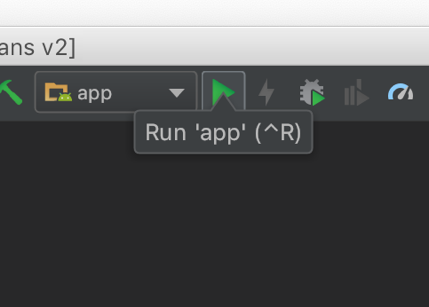 ans v2]
app
Run 'app' (^R)